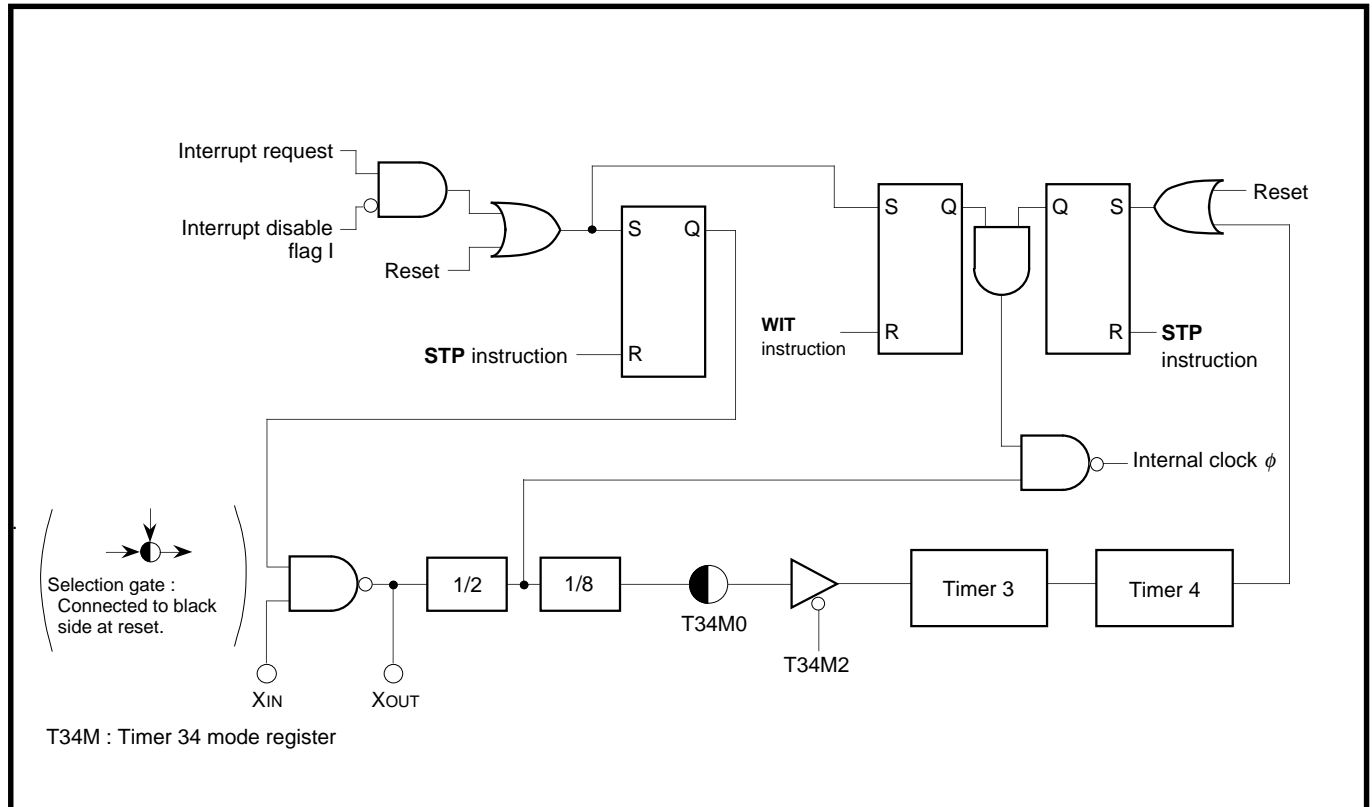 Interrupt request
Interrupt disable
flag I
Reset
S
Q
R
STP instruction
S
Q
R
WIT
instruction
Q
S
R
Reset
STP
instruction
Internal clock ϕ
Selection gate :
Connected to black
side at reset.
XIN
XOUT
1/2
1/8
T34M0
T34M2
Timer 3
Timer 4
T34M : Timer 34 mode register